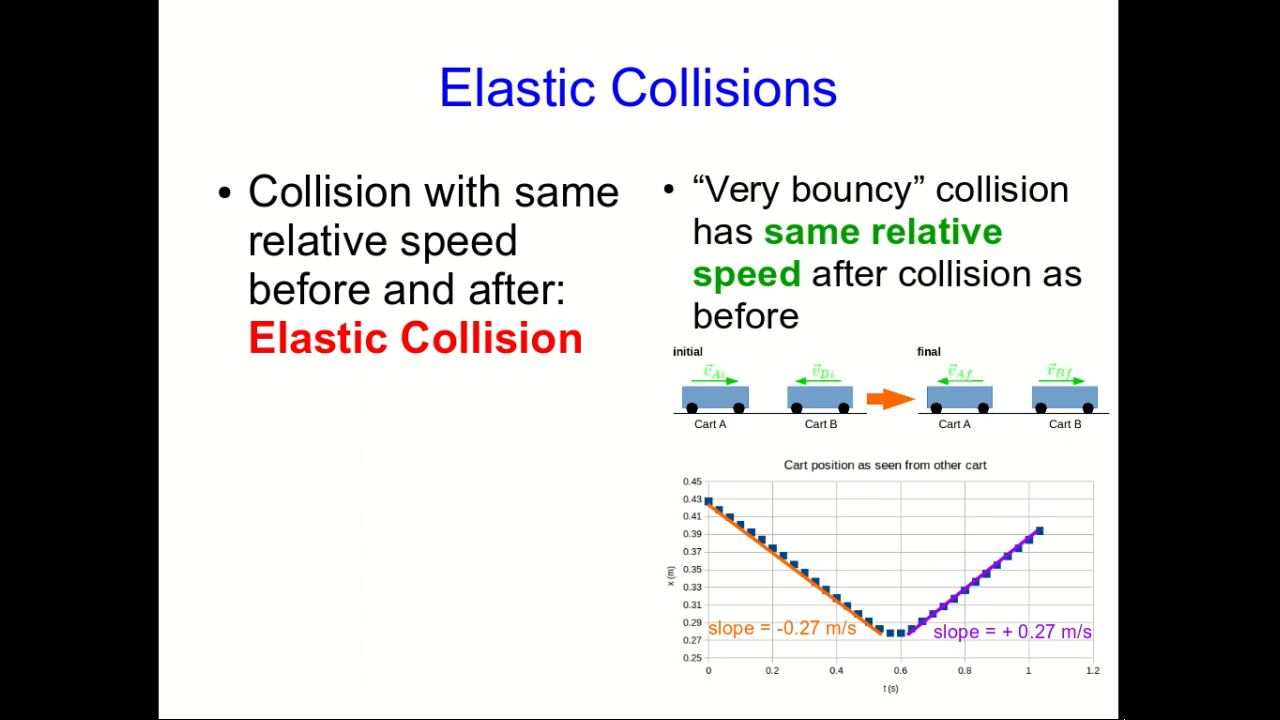 Elastic Collisions
• Collision with same
relative speed
before and after:
Elastic Collision
• “Very bouncy” collision
has same relative
speed after collision as
before
initial
final
v⃗Ai
v⃗Bi
v⃗Af
v⃗Bf
Cart A
Cart B
Cart A
Cart B
Cart position as seen from other cart
0.45
0.43
0.41
0.39
0.37
0.35
0.33
0.31
0.29
0.27
0.25
x (m)
slope = -0.27 m/s
slope = + 0.27 m/s
0 0.2 0.4 0.6 0.8 1 1.2
t (s)